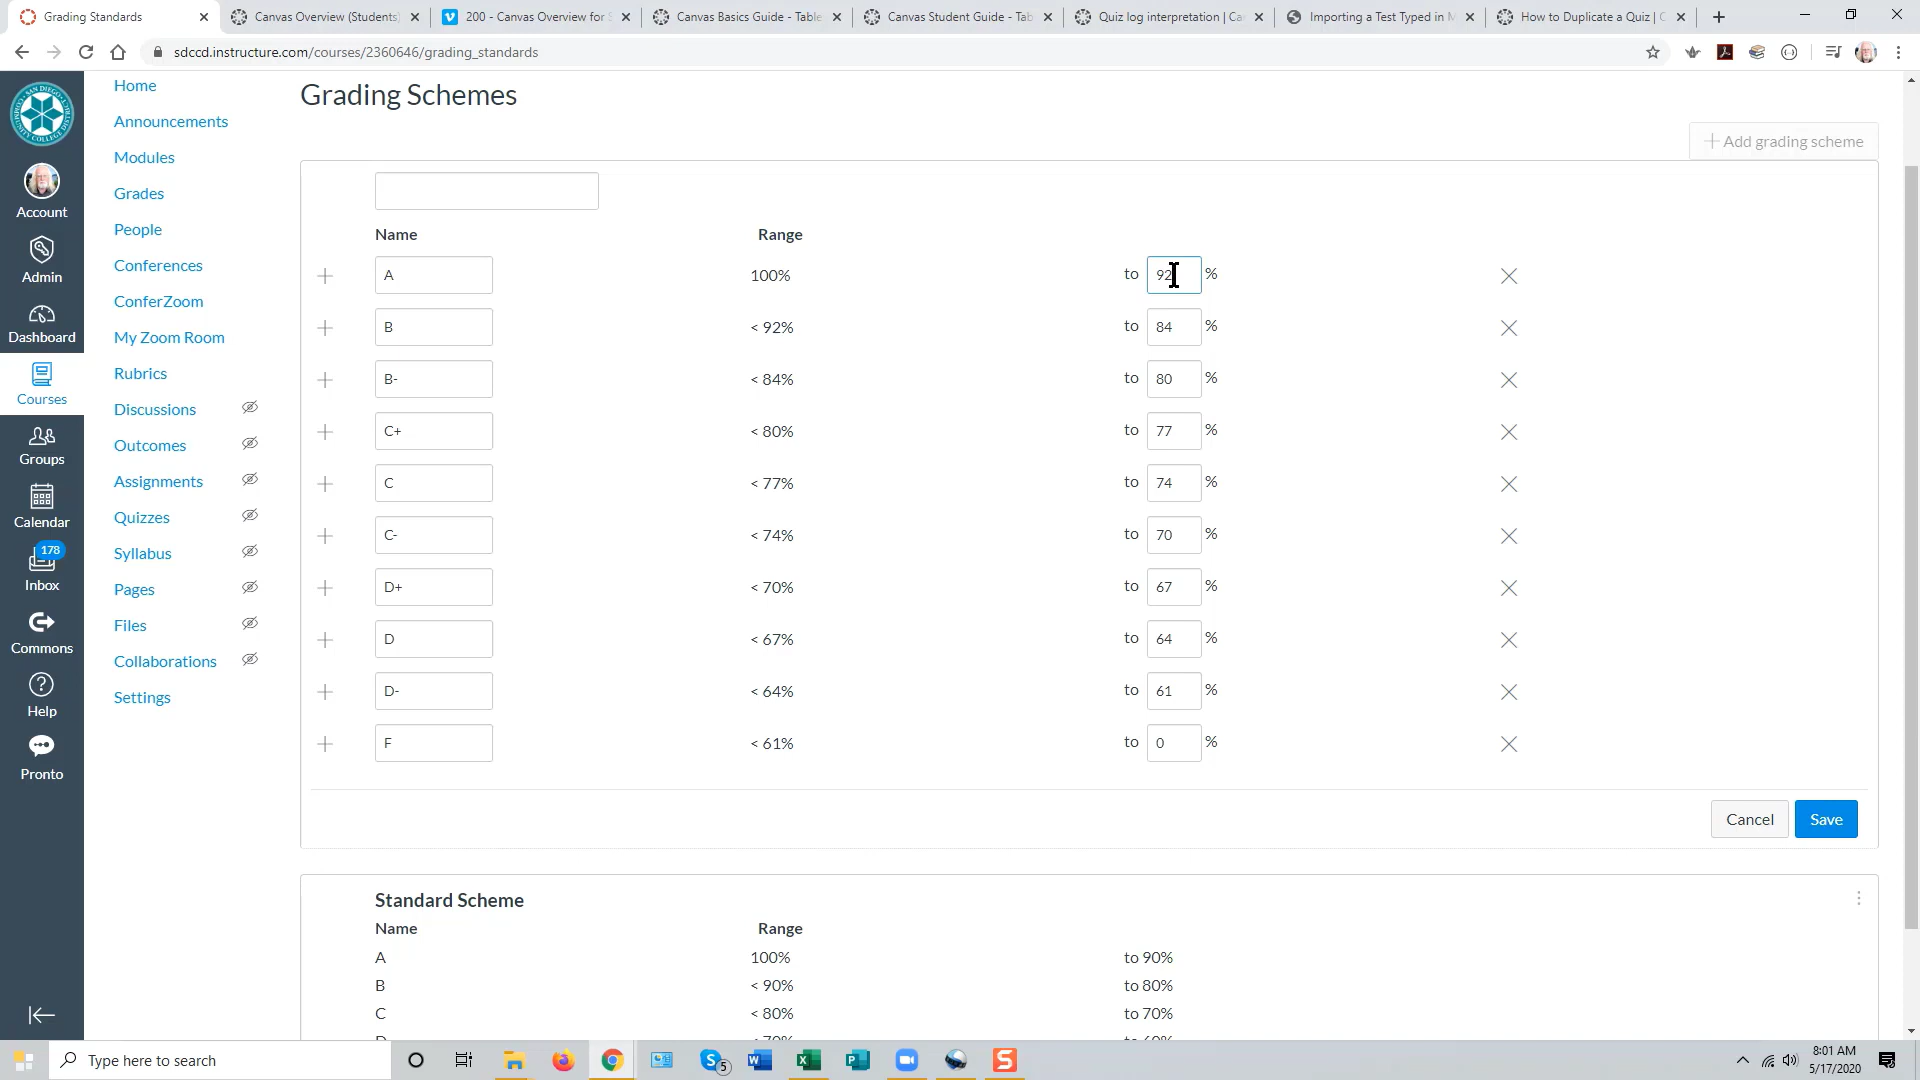 Grading Standards
Canvas Overview (Students)
200 - Canvas Overview for S
Canvas Basics Guide - Table
Canvas Student Guide - Tab
Quiz log interpretation | Ca
Importing a Test Typed in M
How to Duplicate a Quiz | C
sdccd.instructure.com/courses/2360646/grading_standards
SAN DIEGO COMMUNITY COLLEGE DISTRICT
Account
Admin
Dashboard
Courses
Groups
Calendar
178
Inbox
Commons
Help
Pronto
Home
Announcements
Modules
Grades
People
Conferences
ConferZoom
My Zoom Room
Rubrics
Discussions
Outcomes
Assignments
Quizzes
Syllabus
Pages
Files
Collaborations
Settings
Grading Schemes
Add grading scheme
Name Range
A 100% to 92 %
B < 92% to 84 %
B- < 84% to 80 %
C+ < 80% to 77 %
C < 77% to 74 %
C- < 74% to 70 %
D+ < 70% to 67 %
D < 67% to 64 %
D- < 64% to 61 %
F < 61% to 0 %
Cancel Save
Standard Scheme
Name Range
A 100% to 90%
B < 90% to 80%
C < 80% to 70%
Type here to search
5
8:01 AM
5/17/2020